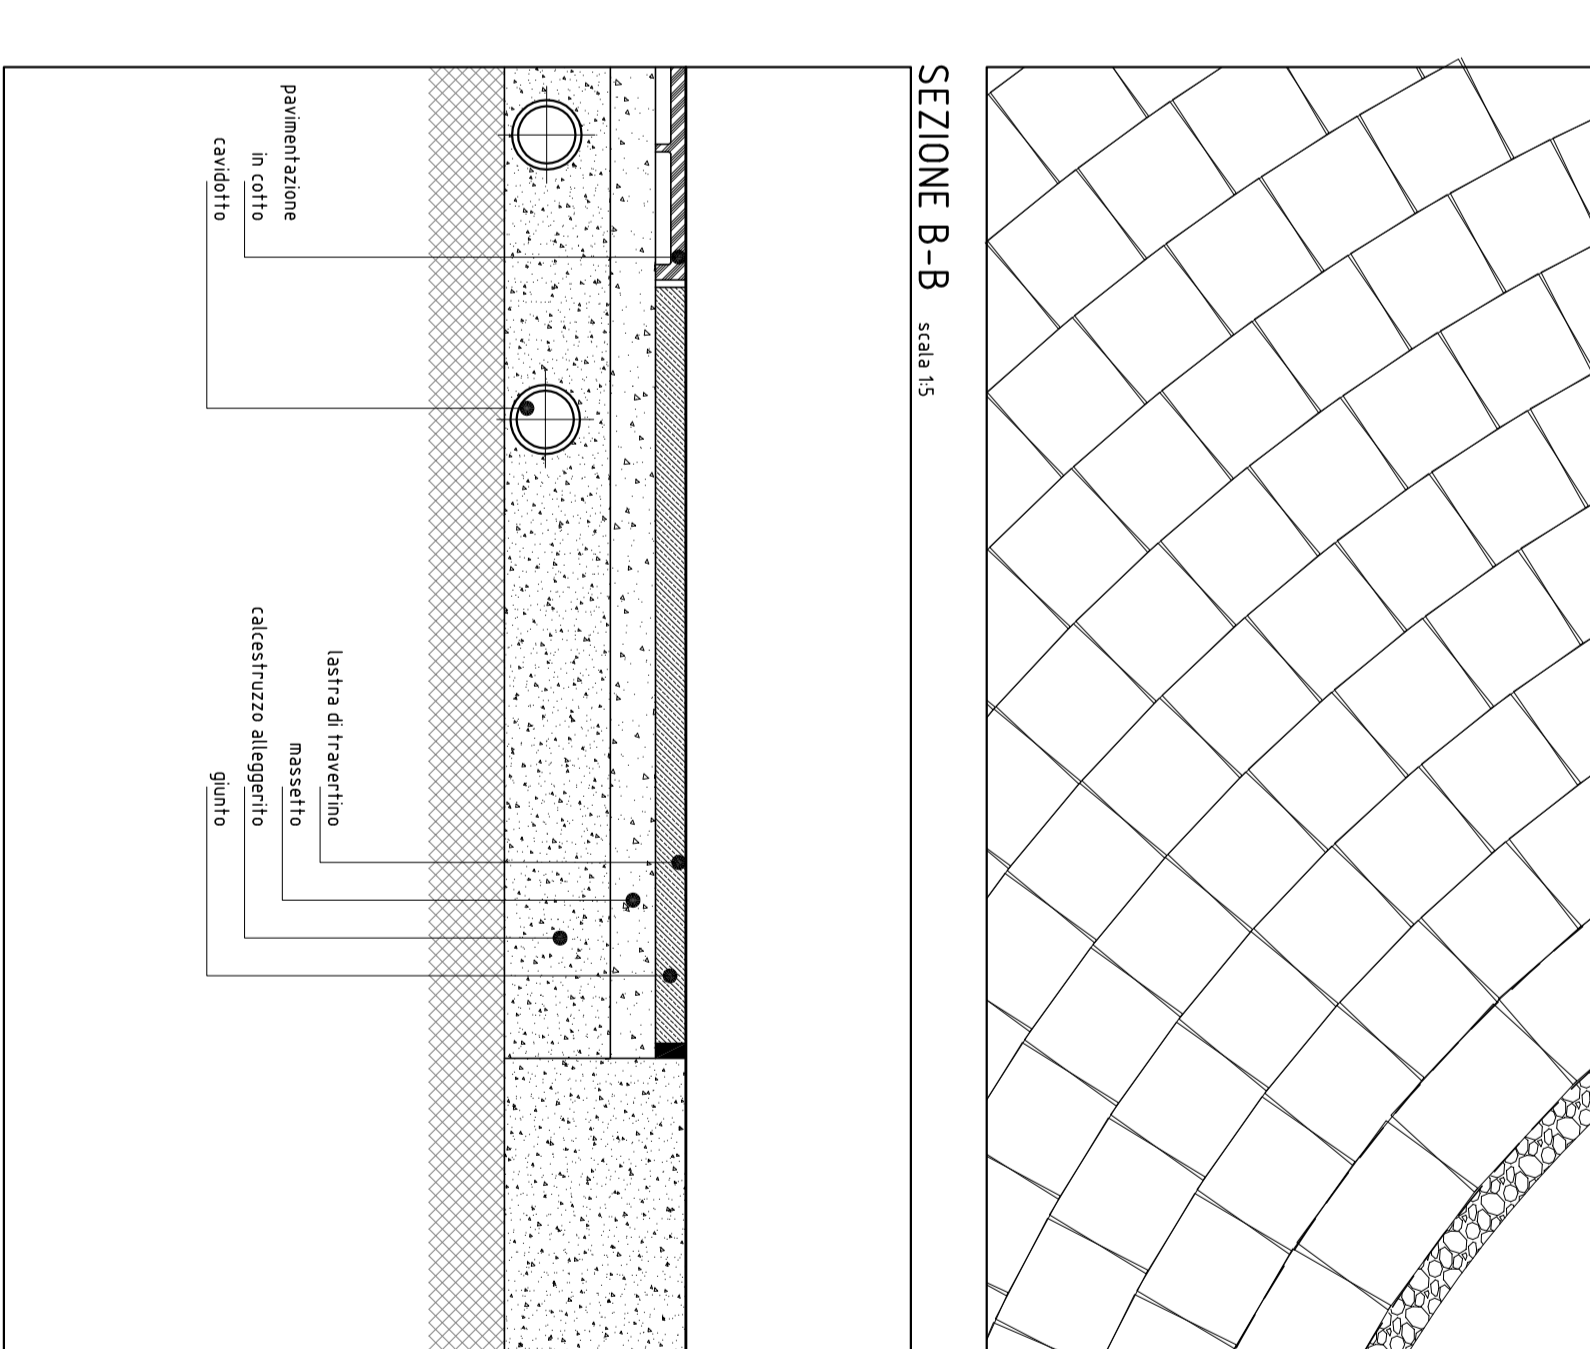 SEZIONE B-B scala 1:5
pavimentazione
in cotto
cavidotto
lastra di travertino
massetto
calcestruzzo alleggerito
giunto